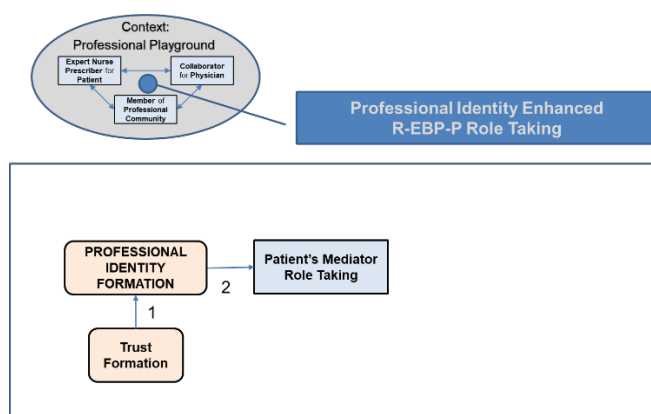 Context:
Professional Playground
Expert Nurse
Prescriber for
Patient
Collaborator
for Physician
Member of
Professional
Community
Professional Identity Enhanced
R-EBP-P Role Taking
PROFESSIONAL
IDENTITY
FORMATION
Patient's Mediator
Role Taking
2
1
Trust
Formation